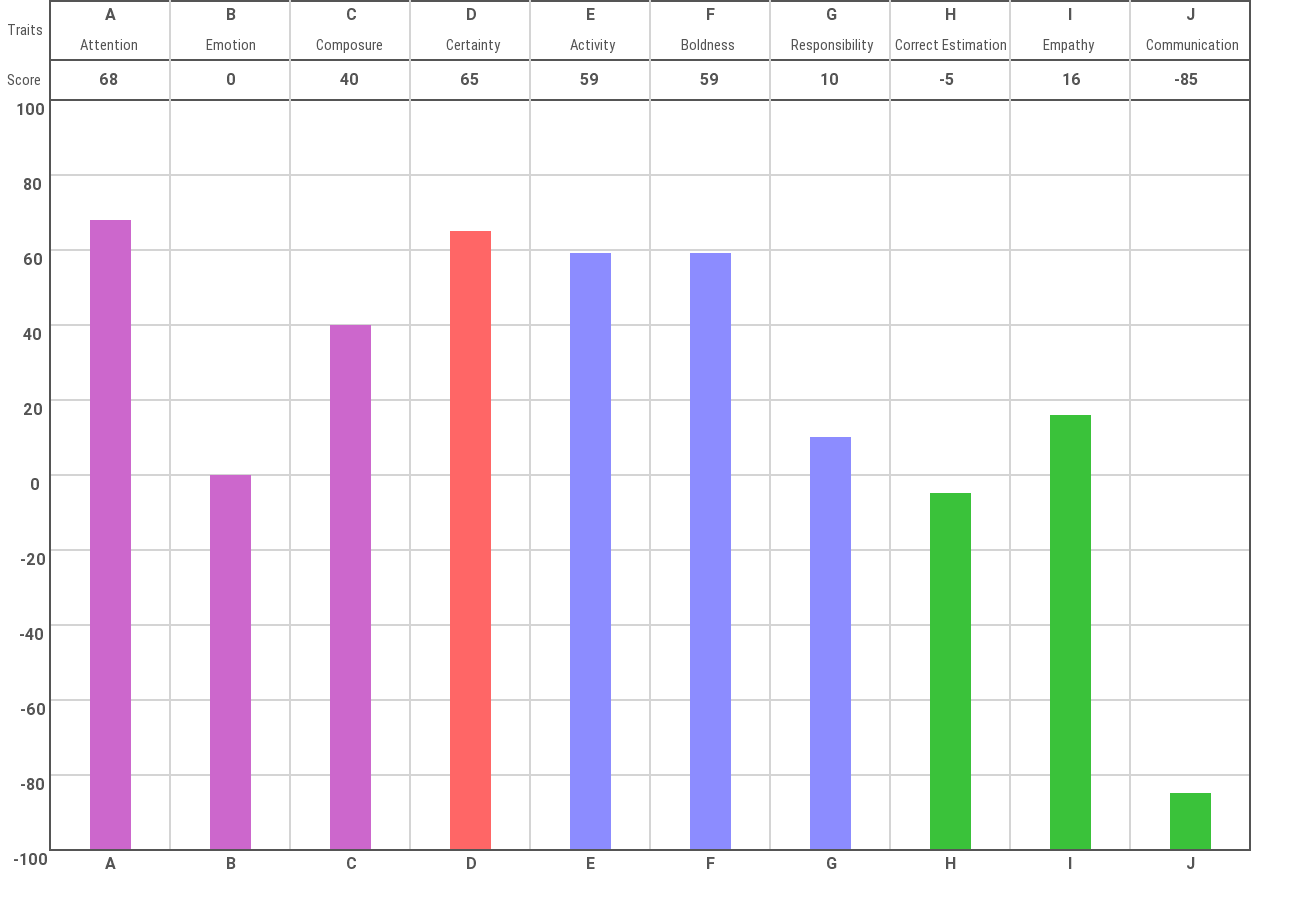 A B C D E F G H I J
Traits
Attention Emotion Composure Certainty Activity Boldness Responsibility Correct Estimation Empathy Communication
Score 68 0 40 65 59 59 10 -5 16 -85
100
80
60
40
20
0
-20
-40
-60
-80
-100
A B C D E F G H I J